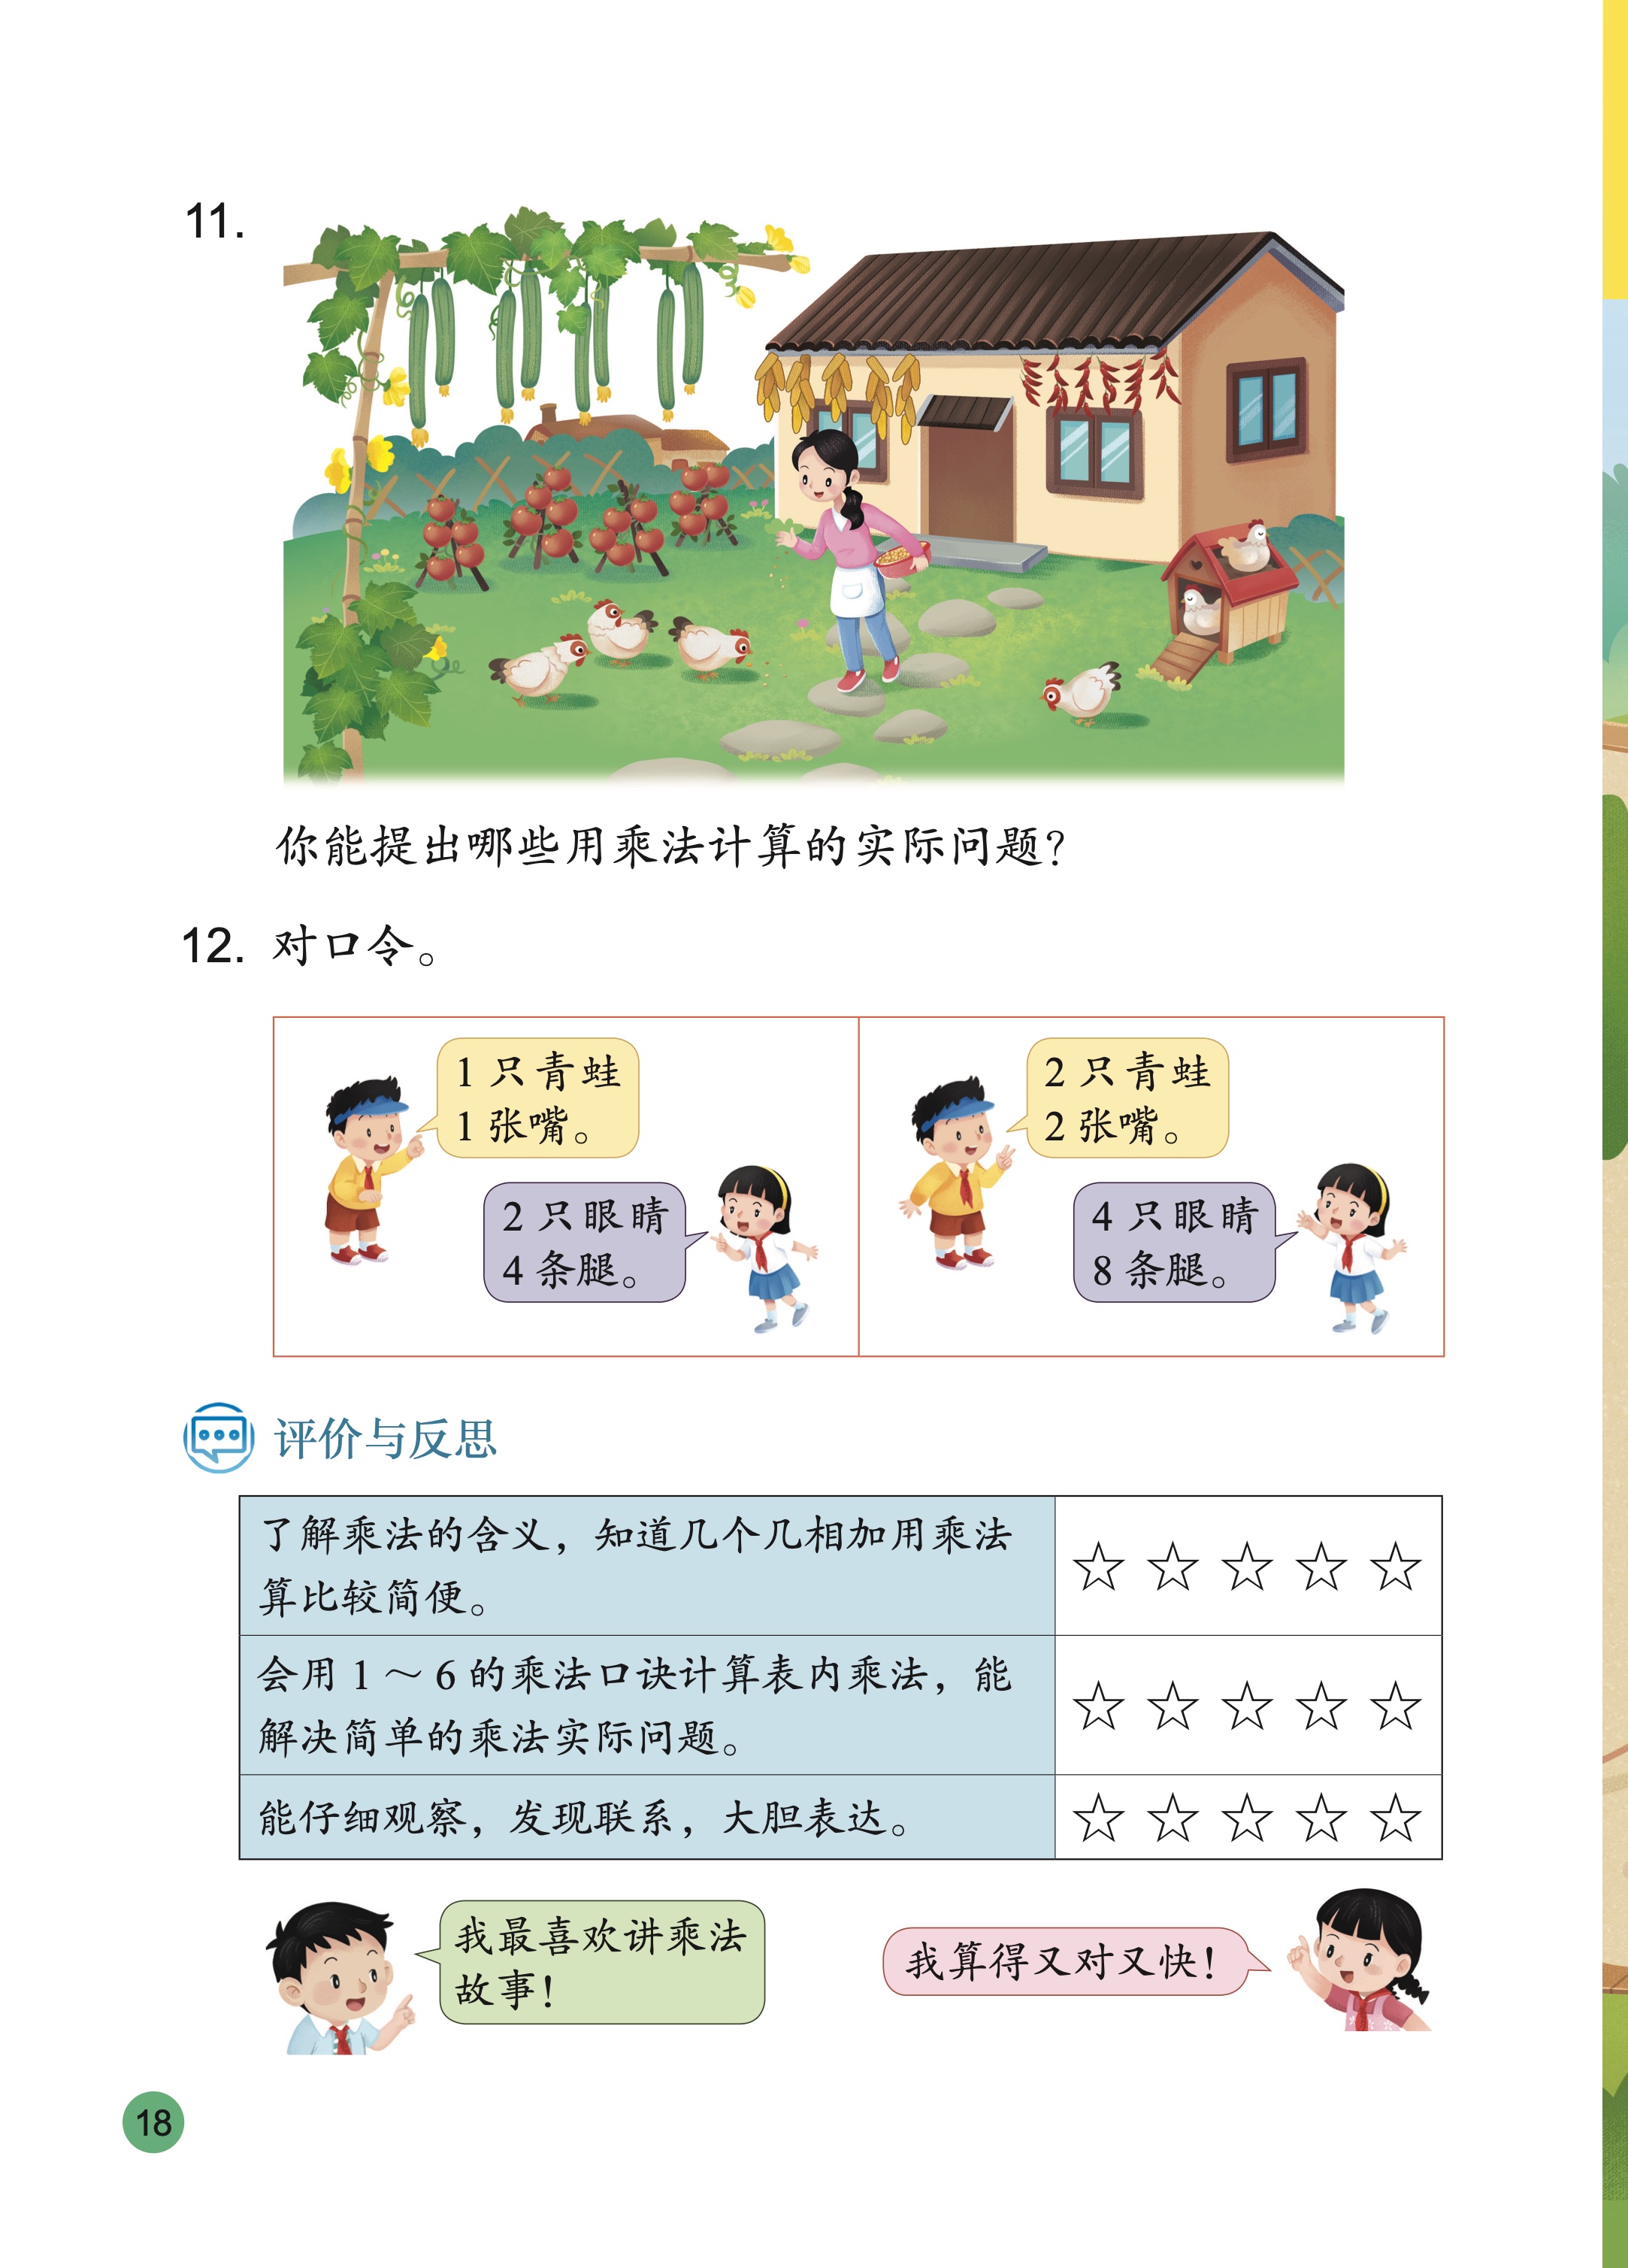 11.
你能提出哪些用乘法计算的实际问题？
12. 对口令。
1 只青蛙
1 张嘴。
2 只眼睛
4 条腿。
2 只青蛙
2 张嘴。
4 只眼睛
8 条腿。
评价与反思
了解乘法的含义，知道几个几相加用乘法
算比较简便。
☆ ☆ ☆ ☆ ☆
会用 1 ～ 6 的乘法口诀计算表内乘法，能
解决简单的乘法实际问题。
☆ ☆ ☆ ☆ ☆
能仔细观察，发现联系，大胆表达。
☆ ☆ ☆ ☆ ☆
我最喜欢讲乘法
故事！
我算得又对又快！
18